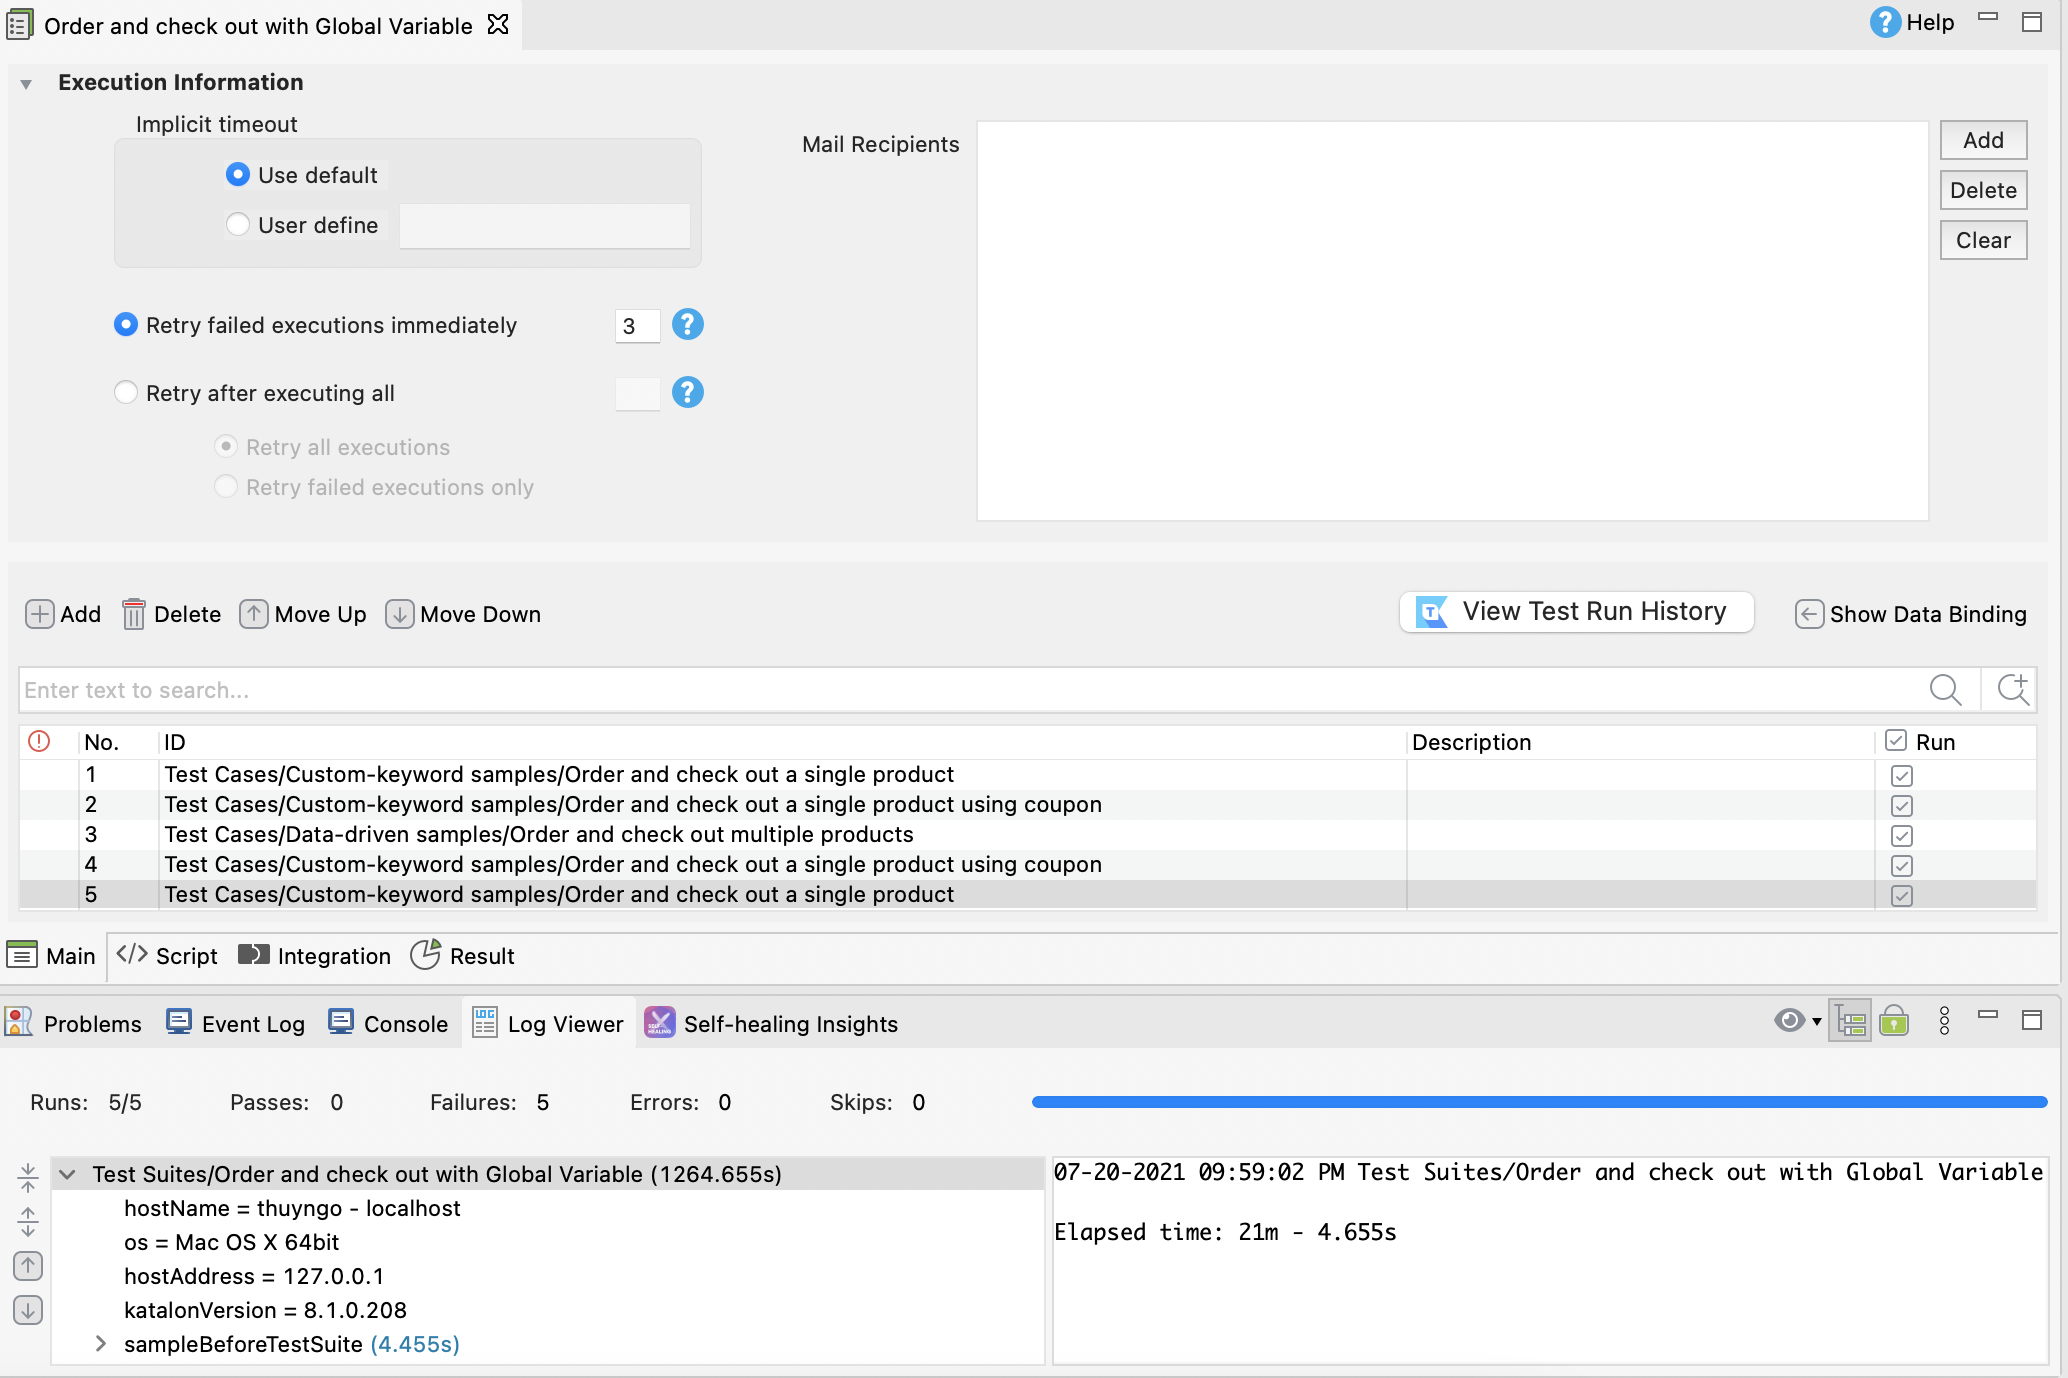 Order and check out with Global Variable
Help
Execution Information
Implicit timeout
Use default
User define
Mail Recipients
Add
Delete
Clear
Retry failed executions immediately 3
Retry after executing all
Retry all executions
Retry failed executions only
Add Delete Move Up Move Down View Test Run History Show Data Binding
Enter text to search...
No. ID Description Run
1 Test Cases/Custom-keyword samples/Order and check out a single product
2 Test Cases/Custom-keyword samples/Order and check out a single product using coupon
3 Test Cases/Data-driven samples/Order and check out multiple products
4 Test Cases/Custom-keyword samples/Order and check out a single product using coupon
5 Test Cases/Custom-keyword samples/Order and check out a single product
Main Script Integration Result
Problems Event Log Console Log Viewer Self-healing Insights
Runs: 5/5 Passes: 0 Failures: 5 Errors: 0 Skips: 0
Test Suites/Order and check out with Global Variable (1264.655s)
hostName = thuyngo - localhost
os = Mac OS X 64bit
hostAddress = 127.0.0.1
katalonVersion = 8.1.0.208
sampleBeforeTestSuite (4.455s)
07-20-2021 09:59:02 PM Test Suites/Order and check out with Global Variable
Elapsed time: 21m - 4.655s